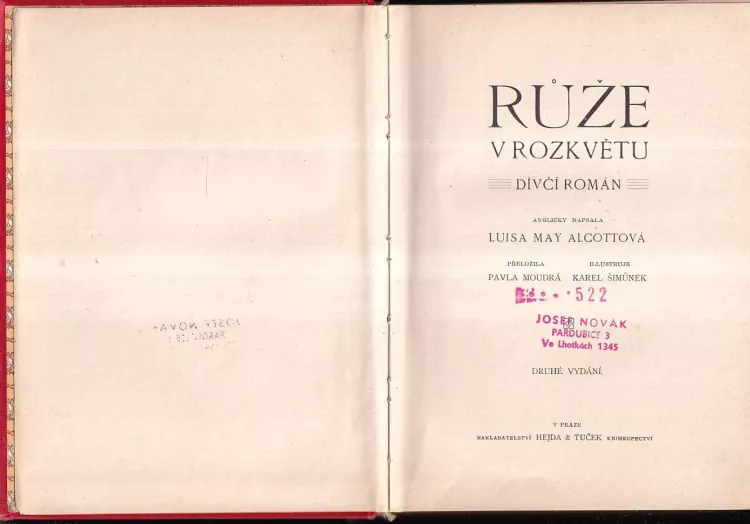 RŮŽE
V ROZKVĚTU
DÍVČÍ ROMÁN
ANGLICKY NAPSALA
LUISA MAY ALCOTTOVÁ
PŘELOŽILA ILLUSTRUJE
PAVLA MOUDRÁ KAREL ŠIMŮNEK
522
JOSEF NOVÁK
PARDUBICE 3
Ve Lhotkách 1345
DRUHÉ VYDÁNÍ.
V PRAZE
NAKLADATELSTVÍ HEJDA & TUČEK KNIHKUPECTVÍ